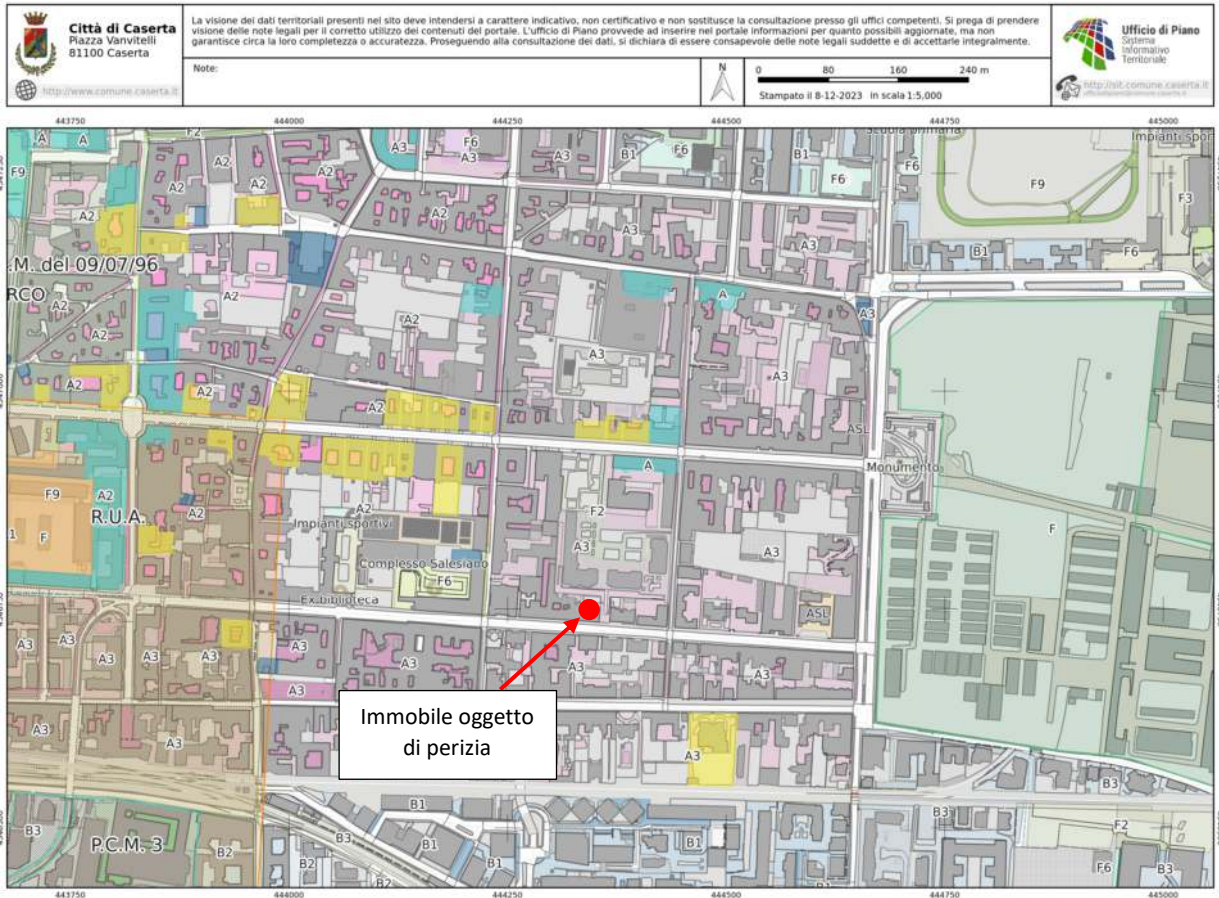 Città di Caserta
Piazza Vanvitelli
81100 Caserta
http://www.comune.caserta.it
La visione dei dati territoriali presenti nel sito deve intendersi a carattere indicativo, non certificativo e non sostituisce la consultazione presso gli uffici competenti. Si prega di prendere
visione delle note legali per il corretto utilizzo dei contenuti del portale. L'ufficio di Piano provvede ad inserire nel portale informazioni per quanto possibili aggiornate, ma non
garantisce circa la loro completezza o accuratezza. Proseguendo alla consultazione dei dati, si dichiara di essere consapevole delle note legali suddette e di accettarle integralmente.
Note:
N
0 80 160 240 m
Stampato il 8-12-2023 in scala 1:5,000
Ufficio di Piano
Sistema
Informativo
Territoriale
http://sit.comune.caserta.it
443750 444000 444250 444500 444750 445000
A A F2 A2 A3 F6 A3 A3 B1 F6 B1 Scuola primaria Impianti spor
F9 A2 A2 A2 F6 F6 F9
A2 A2 A3 A3 F3
.M. del 09/07/96 A2 B1 F6
RCO A2 A2 A A3
A2 A3
A2 A2 A2 A3
ASL
A Monumento
F9 A2 A2 A2 F2
R.U.A. Impianti sportivi A3 F
1 F Complesso Salesiano A3
F6
Ex biblioteca ASL
A3 A3 A3 A3 A3 A3 A3 A3
A3
Immobile oggetto
di perizia
A3 A3 A3
B3
B1 B3 F2
B3 P.C.M. 3 B2 B3 B1 B1 B1
B2 B2 B1 F6 B3
443750 444000 444250 444500 444750 445000